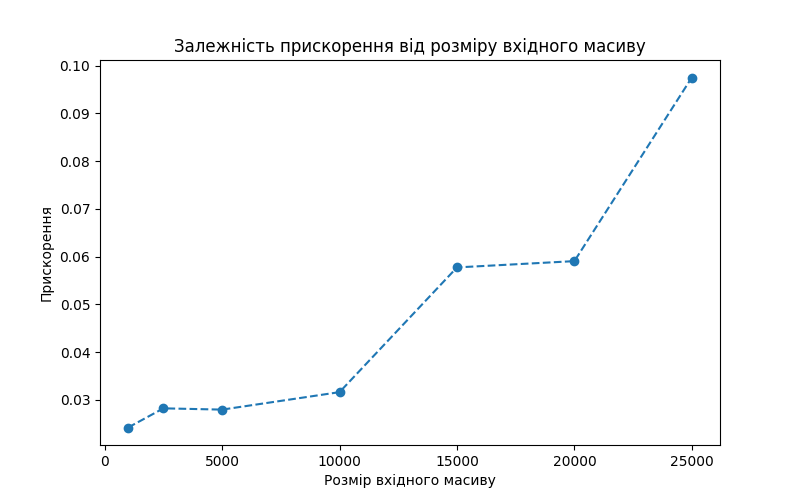 Залежність прискорення від розміру вхідного масиву
0.10
0.09
0.08
0.07
0.06
0.05
0.04
0.03
Прискорення
0 5000 10000 15000 20000 25000
Розмір вхідного масиву